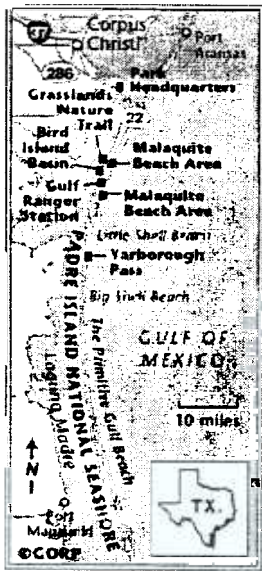 37
Corpus
Christi
Port
Aransas
286
Park
Headquarters
Grasslands
Nature
Trail
22
Bird
Island
Basin
Malaquite
Beach Area
Gulf
Ranger
Station
Malaquite
Beach Area
Little Shell Beach
Yarborough
Pass
Big Shell Beach
PADRE ISLAND NATIONAL SEASHORE
The Primitive Gulf Beach
Laguna Madre
GULF OF
MEXICO
10 miles
N
Port
Mansfield
TX.
©GORP